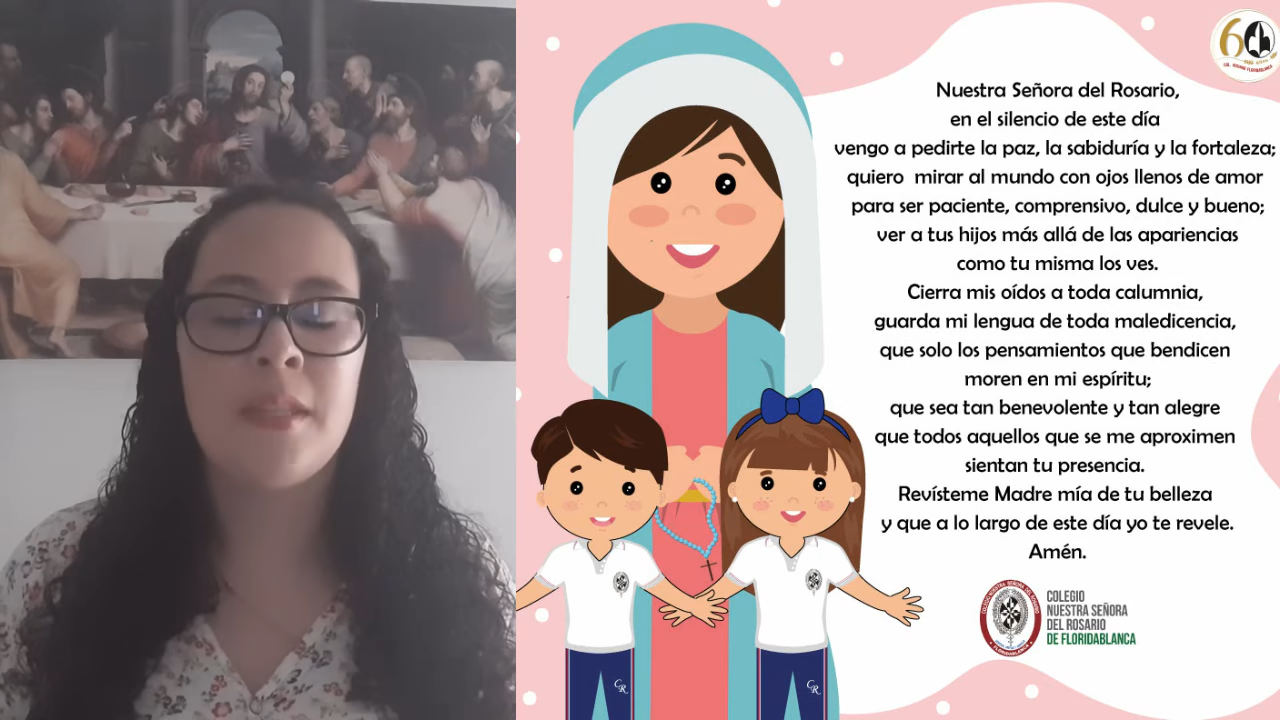 Nuestra Señora del Rosario,
en el silencio de este día
vengo a pedirte la paz, la sabiduría y la fortaleza;
quiero mirar al mundo con ojos llenos de amor
para ser paciente, comprensivo, dulce y bueno;
ver a tus hijos más allá de las apariencias
como tu misma los ves.
Cierra mis oídos a toda calumnia,
guarda mi lengua de toda maledicencia,
que solo los pensamientos que bendicen
moren en mi espíritu;
que sea tan benevolente y tan alegre
que todos aquellos que se me aproximen
sientan tu presencia.
Revísteme Madre mía de tu belleza
y que a lo largo de este día yo te revele.
Amén.
COLEGIO
NUESTRA SEÑORA
DEL ROSARIO
DE FLORIDABLANCA
CR
CR
60